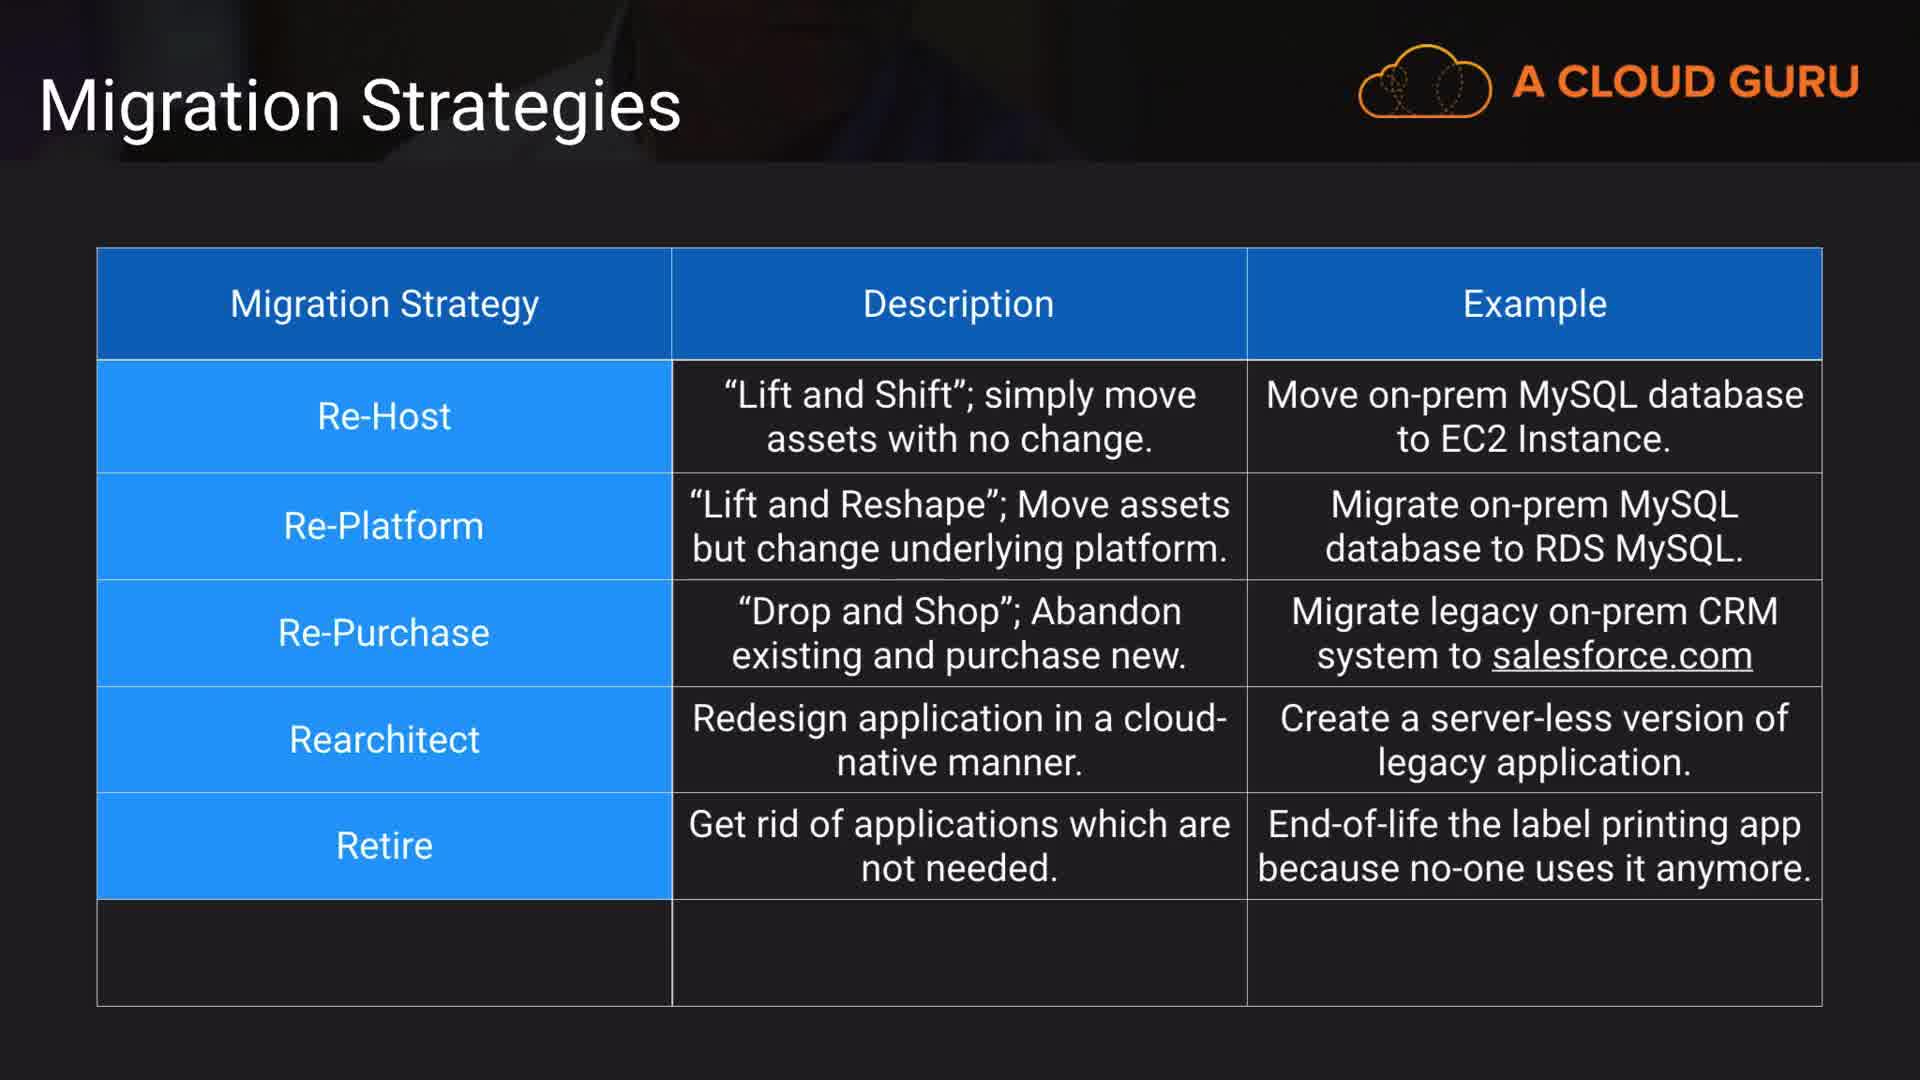 Migration Strategies
A CLOUD GURU
Migration Strategy
Description
Example
Re-Host
“Lift and Shift”; simply move
assets with no change.
Move on-prem MySQL database
to EC2 Instance.
Re-Platform
“Lift and Reshape”; Move assets
but change underlying platform.
Migrate on-prem MySQL
database to RDS MySQL.
Re-Purchase
“Drop and Shop”; Abandon
existing and purchase new.
Migrate legacy on-prem CRM
system to salesforce.com
Rearchitect
Redesign application in a cloud-
native manner.
Create a server-less version of
legacy application.
Retire
Get rid of applications which are
not needed.
End-of-life the label printing app
because no-one uses it anymore.